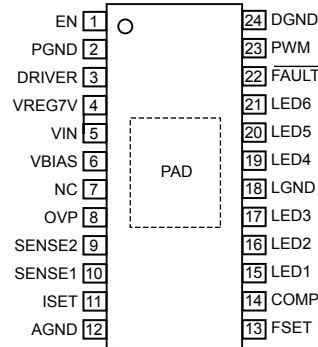 EN 1
PGND 2
DRIVER 3
VREG7V 4
VIN 5
VBIAS 6
NC 7
OVP 8
SENSE2 9
SENSE1 10
ISET 11
AGND 12
PAD
24 DGND
23 PWM
22 FAULT
21 LED6
20 LED5
19 LED4
18 LGND
17 LED3
16 LED2
15 LED1
14 COMP
13 FSET